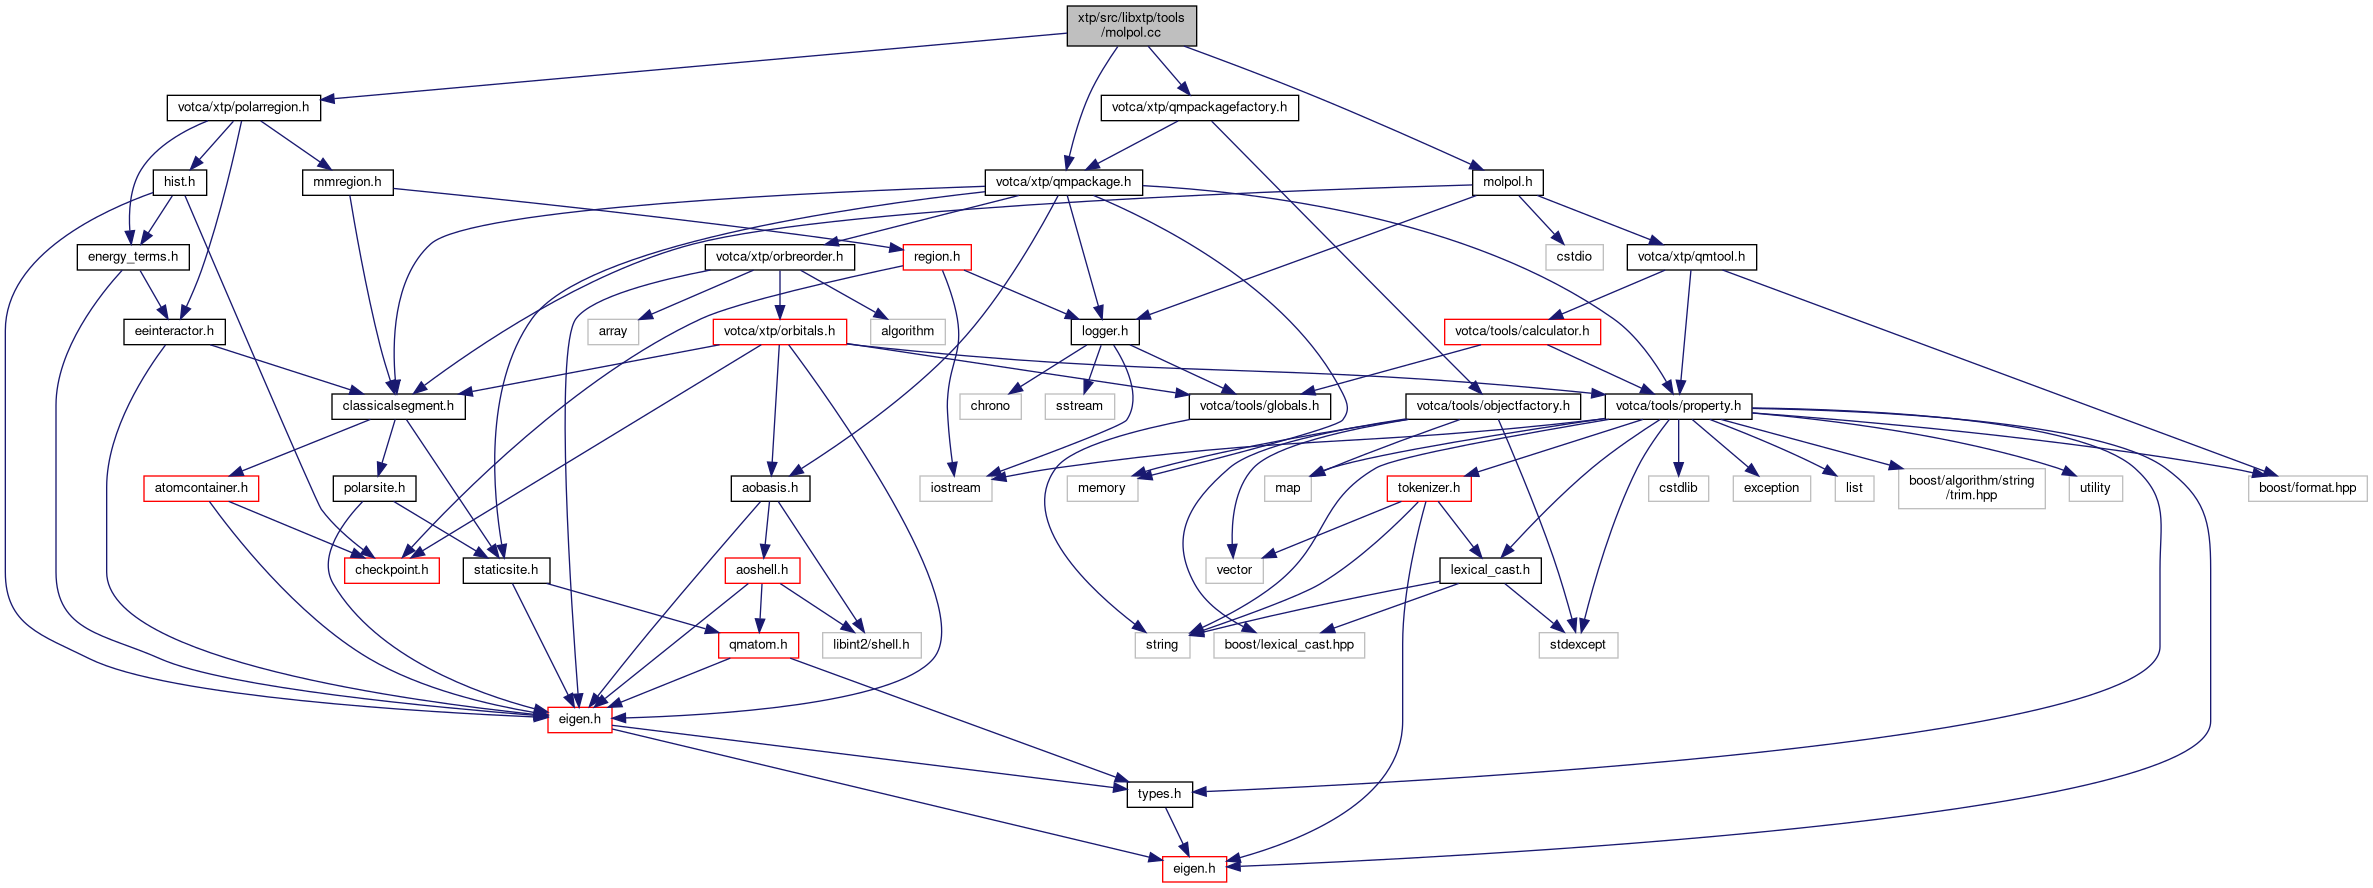 xtp/src/libxtp/tools
/molpol.cc
votca/xtp/polarregion.h
votca/xtp/qmpackagefactory.h
hist.h
mmregion.h
votca/xtp/qmpackage.h
molpol.h
energy_terms.h
votca/xtp/orbreorder.h
region.h
cstdio
votca/xtp/qmtool.h
eeinteractor.h
array
votca/xtp/orbitals.h
algorithm
logger.h
votca/tools/calculator.h
classicalsegment.h
chrono
sstream
votca/tools/globals.h
votca/tools/objectfactory.h
votca/tools/property.h
atomcontainer.h
polarsite.h
aobasis.h
iostream
memory
map
tokenizer.h
cstdlib
exception
list
boost/algorithm/string
/trim.hpp
utility
boost/format.hpp
checkpoint.h
staticsite.h
aoshell.h
vector
lexical_cast.h
qmatom.h
libint2/shell.h
string
boost/lexical_cast.hpp
stdexcept
eigen.h
types.h
eigen.h